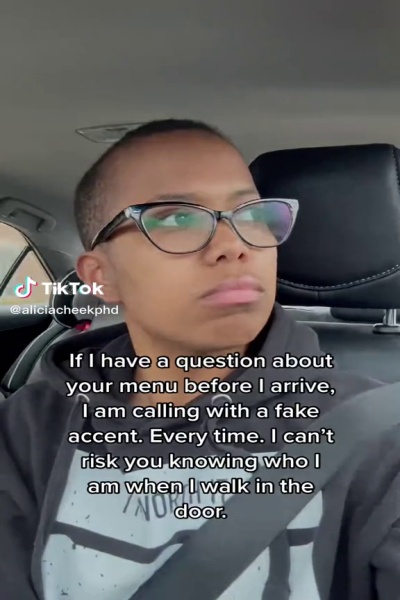 TikTok
@aliciacheekphd
If I have a question about
your menu before I arrive,
I am calling with a fake
accent. Every time. I can't
risk you knowing who I
am when I walk in the
door.